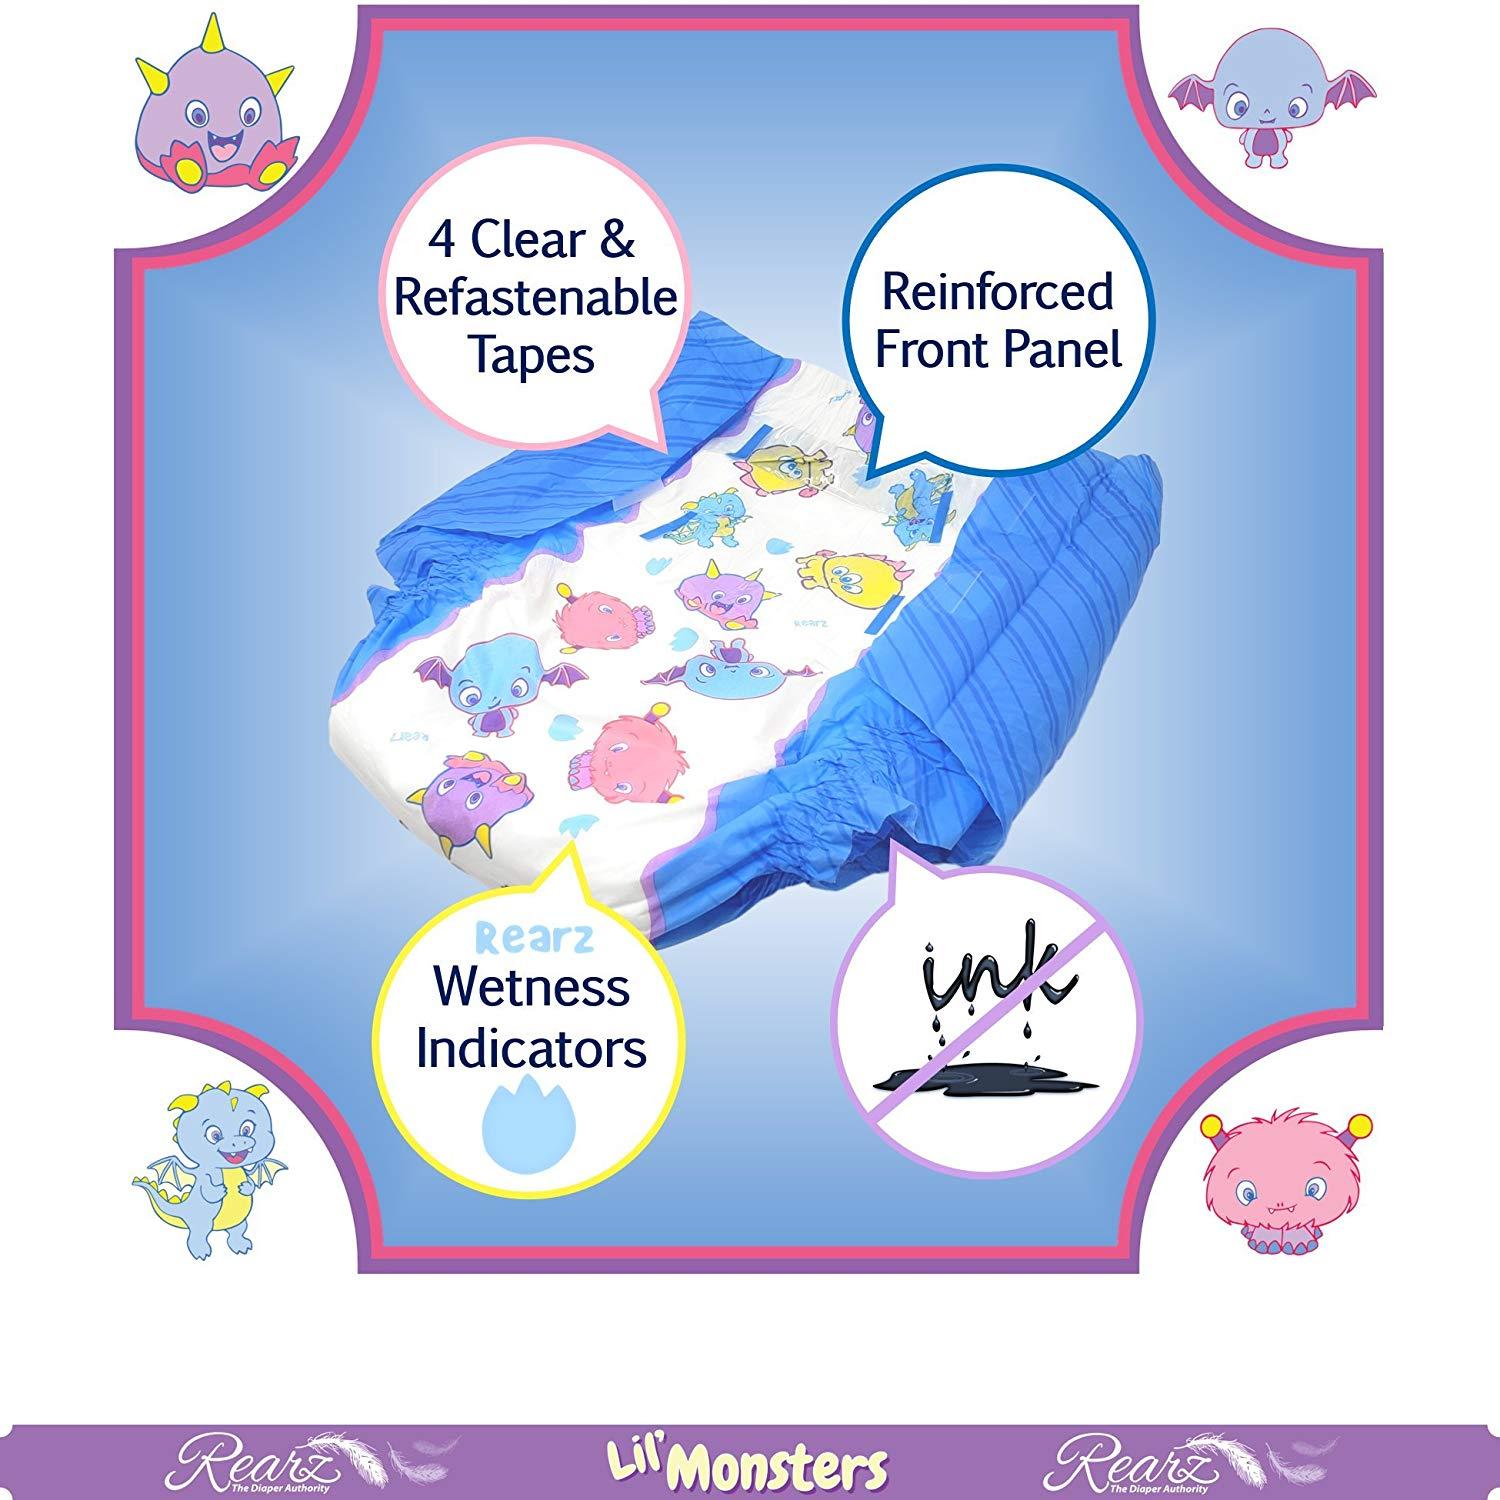 4 Clear &
Refastenable
Tapes
Reinforced
Front Panel
Rearz
Rearz
Rearz
Wetness
Indicators
ink
Rearz
The Diaper Authority
Lil' Monsters
Rearz
The Diaper Authority